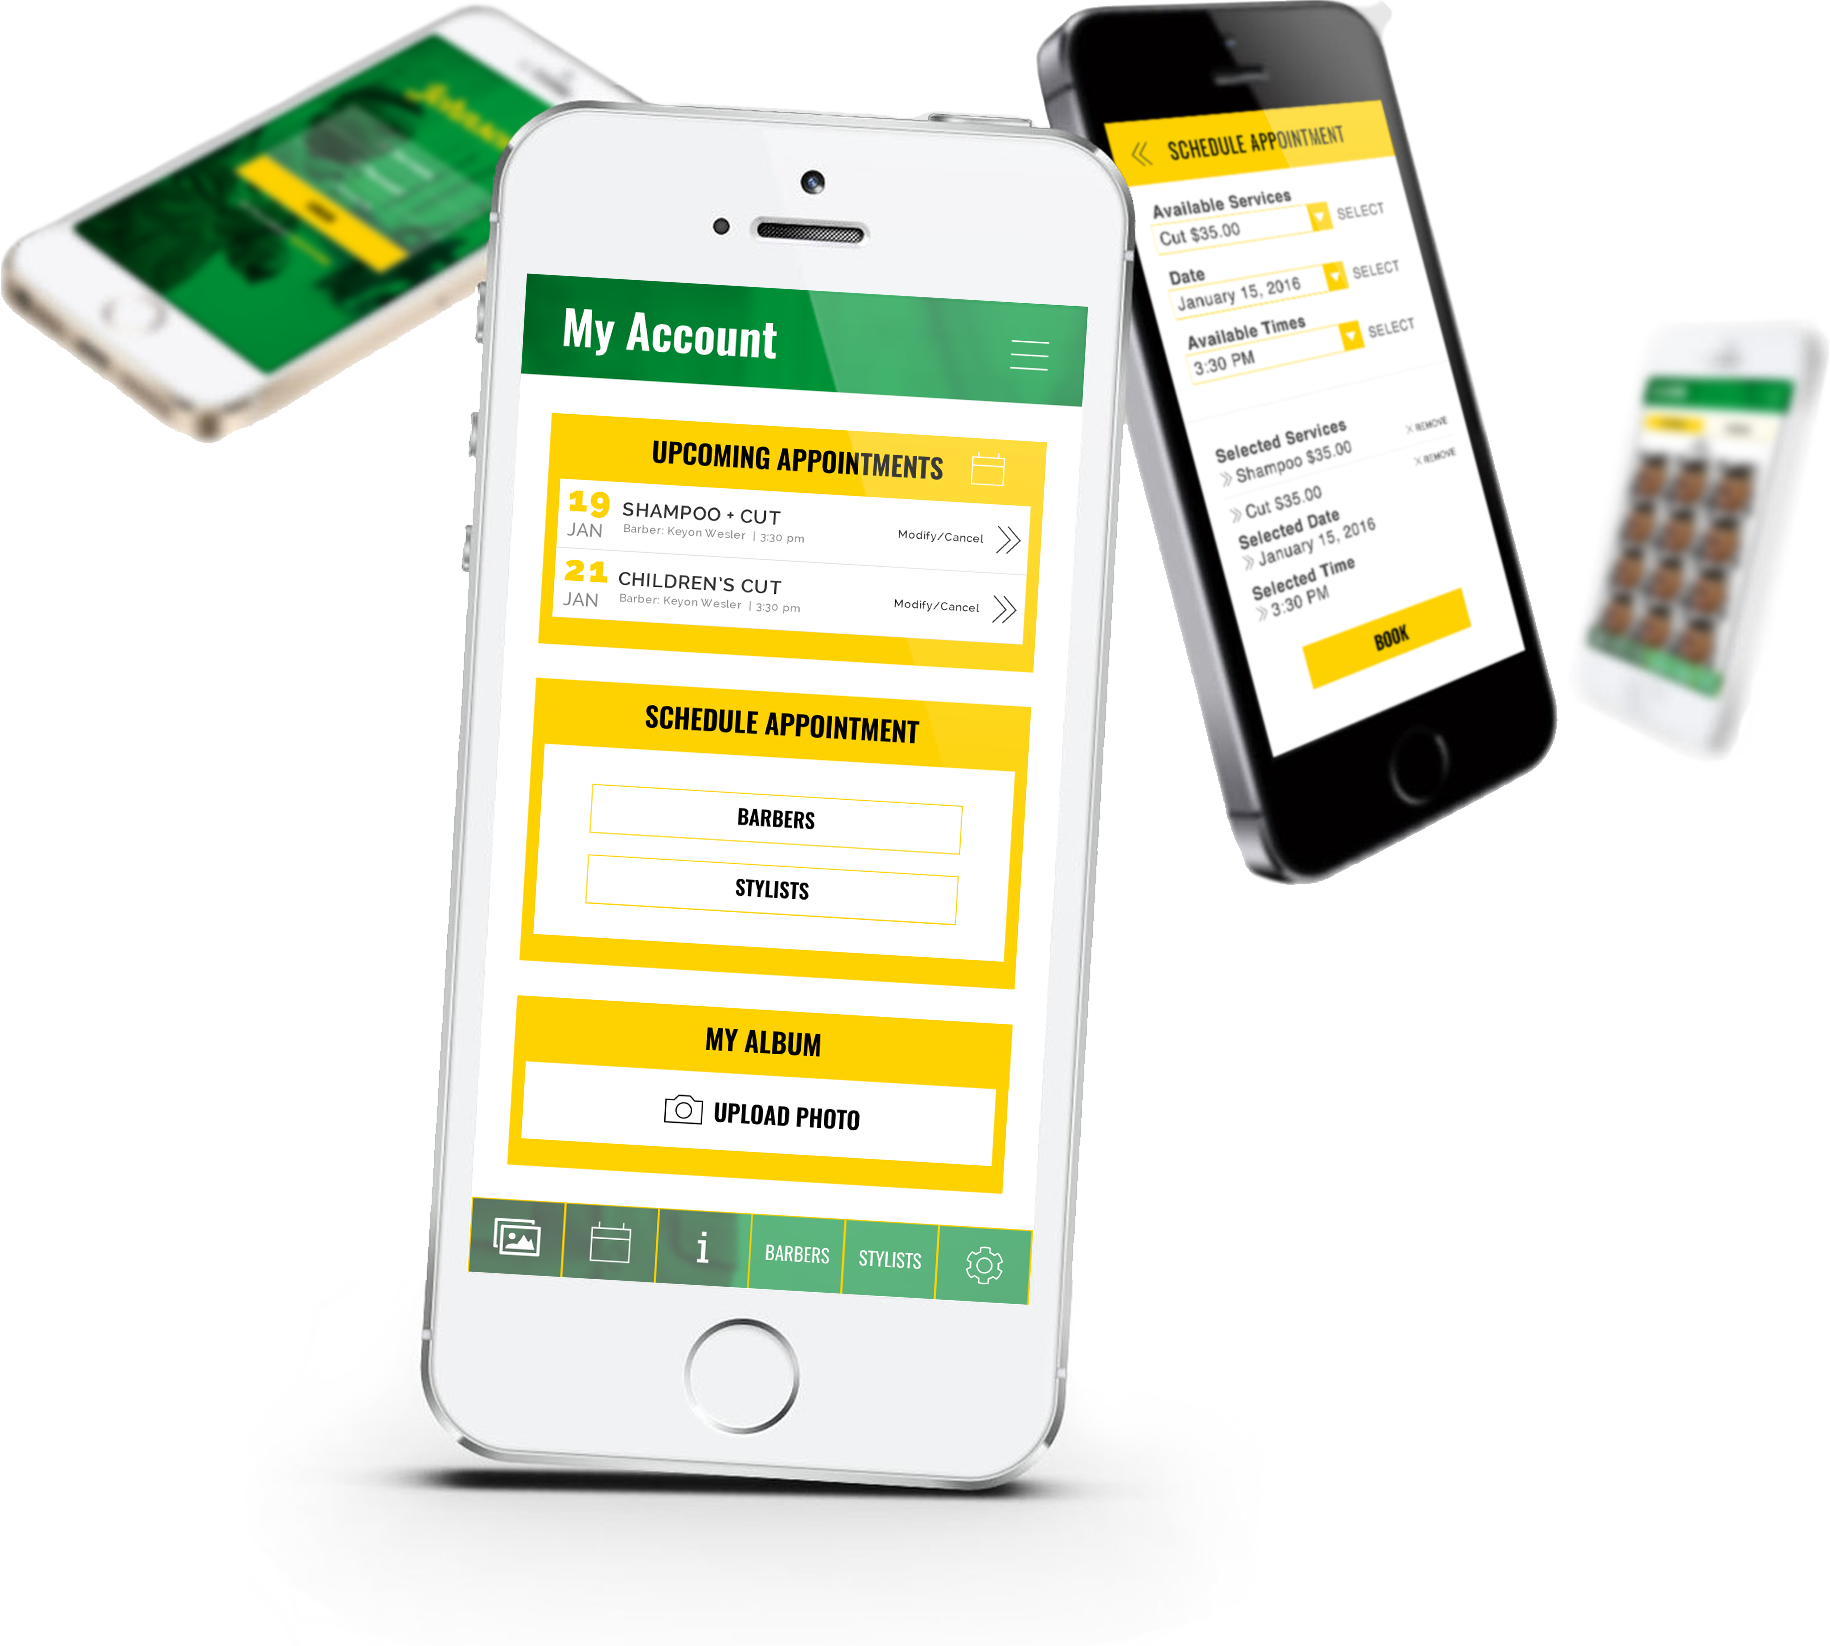 My Account
UPCOMING APPOINTMENTS
19
JAN
SHAMPOO + CUT
Barber: Keyon Wesler | 3:30 pm
Modify/Cancel
21
JAN
CHILDREN'S CUT
Barber: Keyon Wesler | 3:30 pm
Modify/Cancel
SCHEDULE APPOINTMENT
BARBERS
STYLISTS
MY ALBUM
UPLOAD PHOTO
i
BARBERS
STYLISTS
SCHEDULE APPOINTMENT
Available Services
Cut $35.00
SELECT
Date
January 15, 2016
SELECT
Available Times
3:30 PM
SELECT
Selected Services
Shampoo $35.00
X REMOVE
Cut $35.00
X REMOVE
Selected Date
January 15, 2016
Selected Time
3:30 PM
BOOK